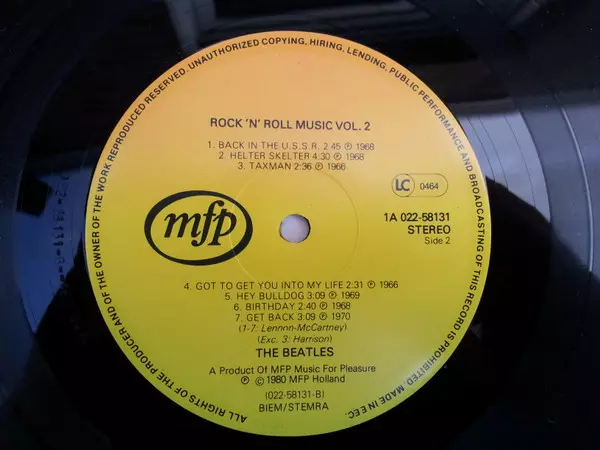 ALL RIGHTS OF THE PRODUCER AND OF THE OWNER OF THE WORK REPRODUCED RESERVED. UNAUTHORIZED COPYING, HIRING, LENDING, PUBLIC PERFORMANCE AND BROADCASTING OF THIS RECORD IS PROHIBITED. MADE IN EEC.
ROCK 'N' ROLL MUSIC VOL. 2
1. BACK IN THE U.S.S.R. 2:45 ℗ 1968
2. HELTER SKELTER 4:30 ℗ 1968
3. TAXMAN 2:36 ℗ 1966
LC 0464
mfp
1A 022-58131
STEREO
Side 2
4. GOT TO GET YOU INTO MY LIFE 2:31 ℗ 1966
5. HEY BULLDOG 3:09 ℗ 1969
6. BIRTHDAY 2:40 ℗ 1968
7. GET BACK 3:09 ℗ 1970
(1-7: Lennnon-McCartney)
(Exc. 3: Harrison)
THE BEATLES
A Product Of MFP Music For Pleasure
℗ © 1980 MFP Holland
(022-58131-B)
BIEM/STEMRA